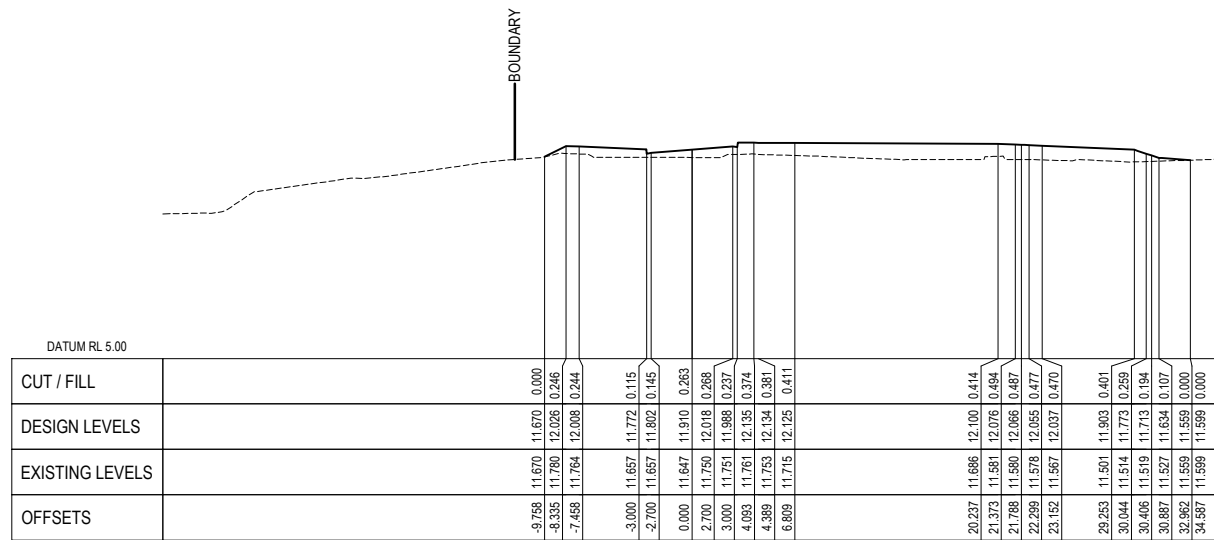 BOUNDARY
DATUM RL 5.00
CUT / FILL 0.000 0.246 0.244 0.115 0.145 0.263 0.268 0.237 0.374 0.381 0.411 0.414 0.494 0.487 0.477 0.470 0.401 0.259 0.194 0.107 0.000 0.000
DESIGN LEVELS 11.670 12.026 12.008 11.772 11.802 11.910 12.018 11.988 12.135 12.134 12.125 12.100 12.076 12.066 12.055 12.037 11.903 11.773 11.713 11.634 11.559 11.599
EXISTING LEVELS 11.670 11.780 11.764 11.657 11.657 11.647 11.750 11.751 11.761 11.753 11.715 11.686 11.581 11.580 11.578 11.567 11.501 11.514 11.519 11.527 11.559 11.599
OFFSETS -9.758 -8.335 -7.458 -3.000 -2.700 0.000 2.700 3.000 4.093 4.389 6.809 20.237 21.373 21.788 22.299 23.152 29.253 30.044 30.406 30.887 32.962 34.587